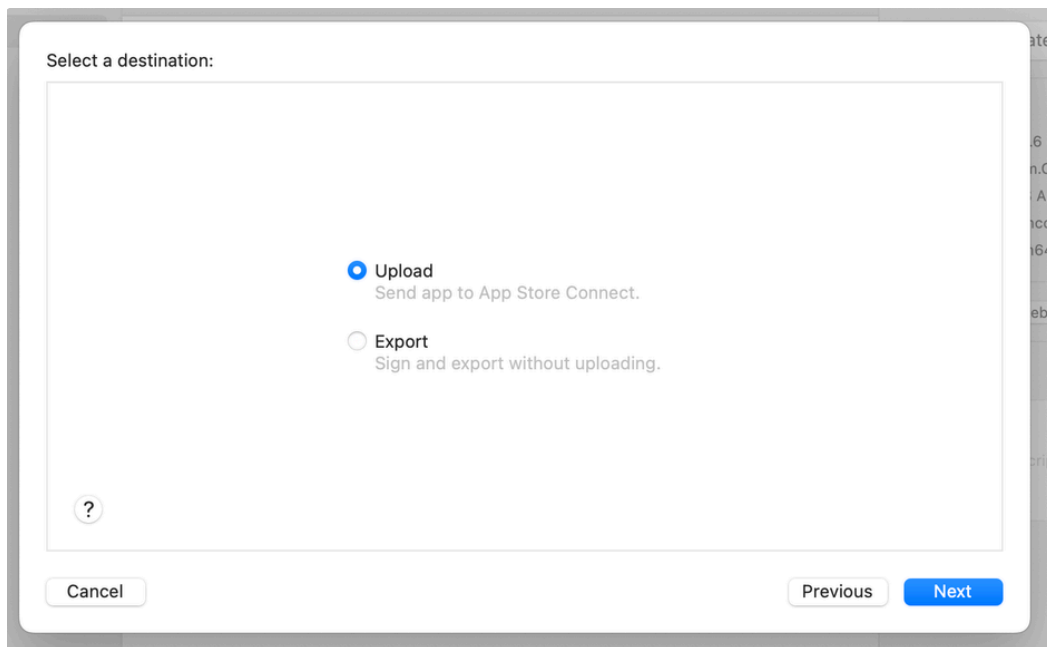 Select a destination:
Upload
Send app to App Store Connect.
Export
Sign and export without uploading.
?
Cancel
Previous
Next